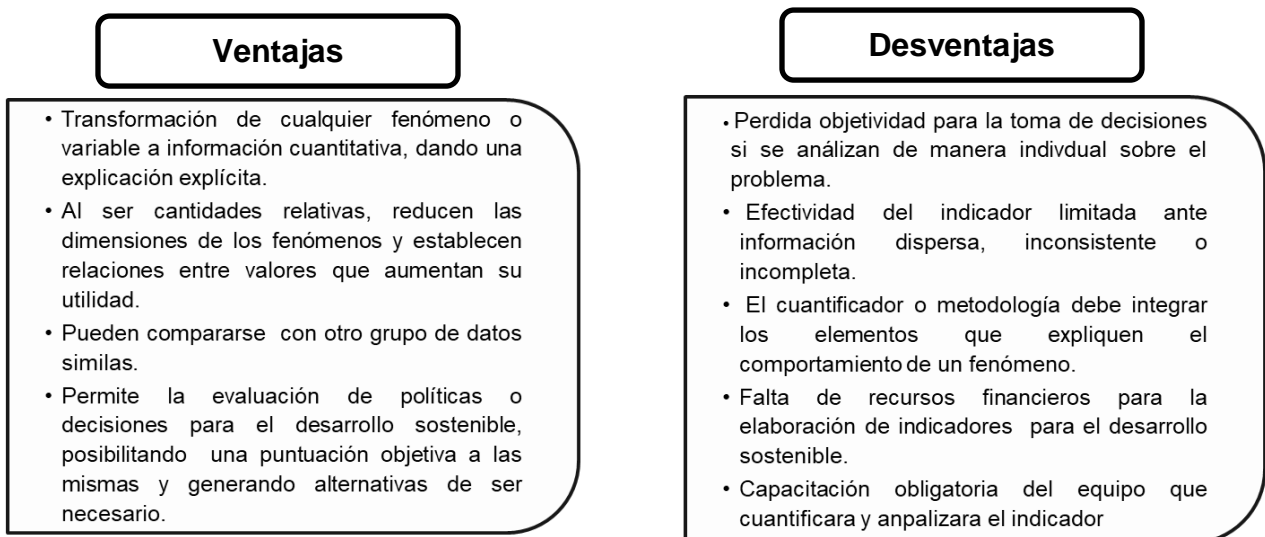 Ventajas
• Transformación de cualquier fenómeno o
variable a información cuantitativa, dando una
explicación explícita.
• Al ser cantidades relativas, reducen las
dimensiones de los fenómenos y establecen
relaciones entre valores que aumentan su
utilidad.
• Pueden compararse con otro grupo de datos
similas.
• Permite la evaluación de políticas o
decisiones para el desarrollo sostenible,
posibilitando una puntuación objetiva a las
mismas y generando alternativas de ser
necesario.
Desventajas
• Perdida objetividad para la toma de decisiones
si se análizan de manera indivdual sobre el
problema.
• Efectividad del indicador limitada ante
información dispersa, inconsistente o
incompleta.
• El cuantificador o metodología debe integrar
los elementos que expliquen el
comportamiento de un fenómeno.
• Falta de recursos financieros para la
elaboración de indicadores para el desarrollo
sostenible.
• Capacitación obligatoria del equipo que
cuantificara y anpalizara el indicador